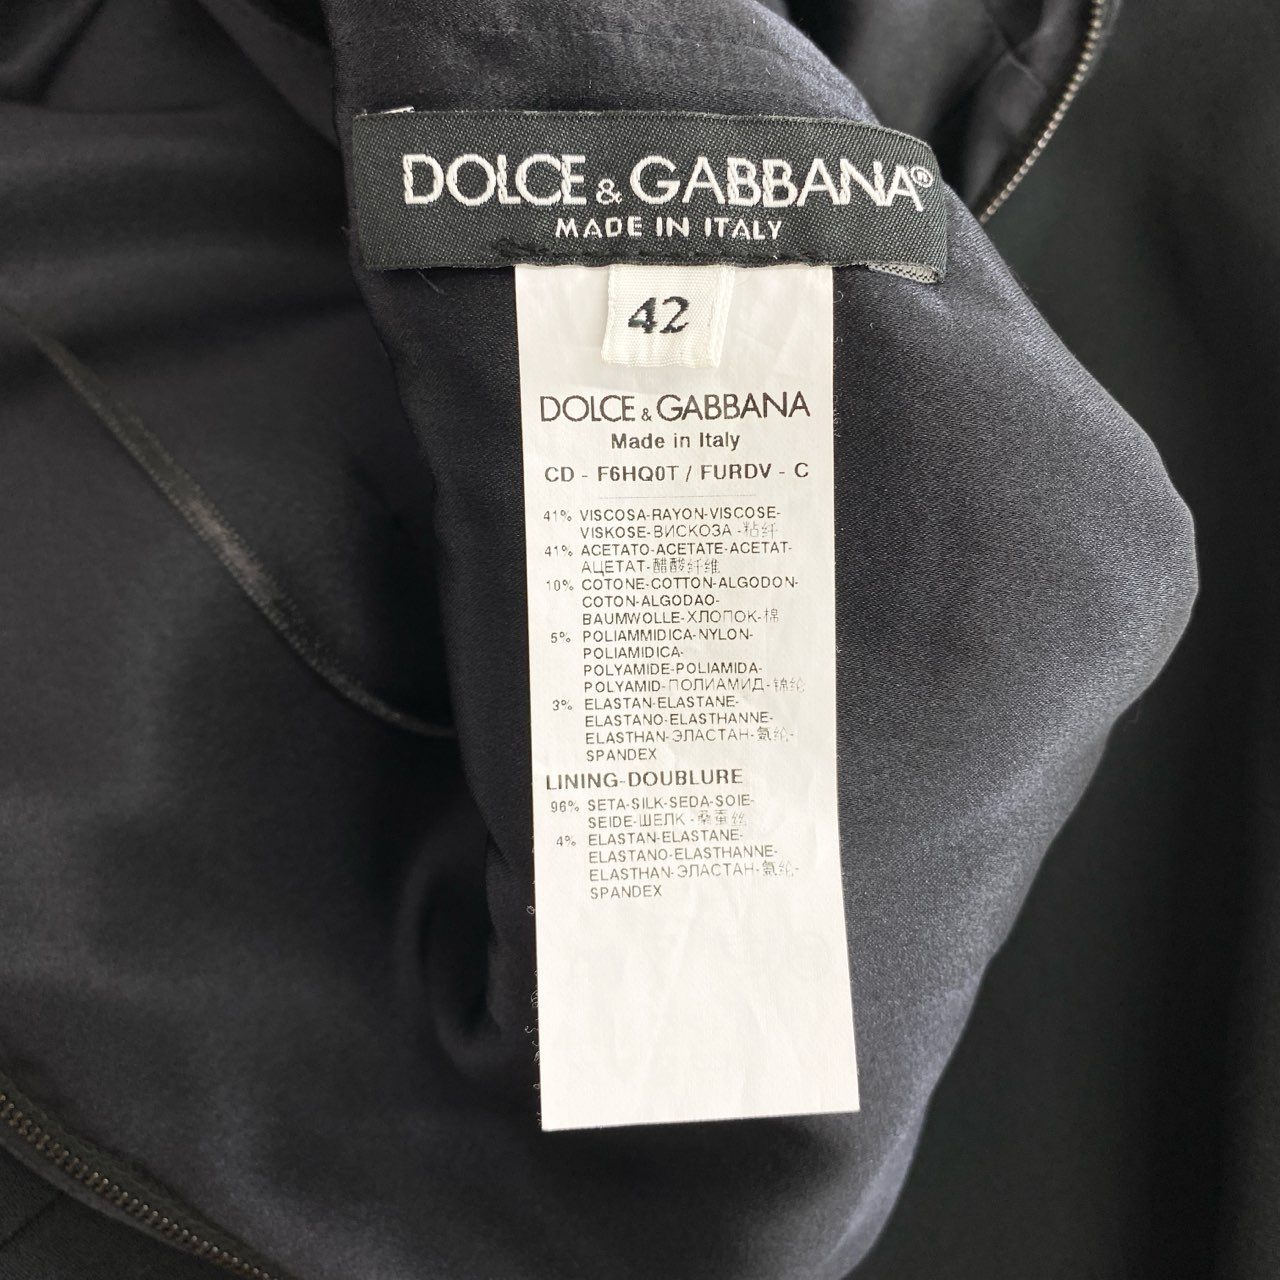 DOLCE & GABBANA®
MADE IN ITALY
42
DOLCE & GABBANA
Made in Italy
CD - F6HQ0T / FURDV - C
41% VISCOSA-RAYON-VISCOSE-
VISKOSE-ВИСКОЗА-粘纤
41% ACETATO-ACETATE-ACETAT-
АЦЕТАТ-醋酸纤维
10% COTONE-COTTON-ALGODON-
COTON-ALGODAO-
BAUMWOLLE-ХЛОПОК-棉
5% POLIAMMIDICA-NYLON-
POLIAMIDICA-
POLYAMIDE-POLIAMIDA-
POLYAMID-ПОЛИАМИД-锦纶
3% ELASTAN-ELASTANE-
ELASTANO-ELASTHANNE-
ELASTHAN-ЭЛАСТАН-氨纶-
SPANDEX
LINING-DOUBLURE
96% SETA-SILK-SEDA-SOIE-
SEIDE-ШЕЛК-桑蚕丝
4% ELASTAN-ELASTANE-
ELASTANO-ELASTHANNE-
ELASTHAN-ЭЛАСТАН-氨纶-
SPANDEX